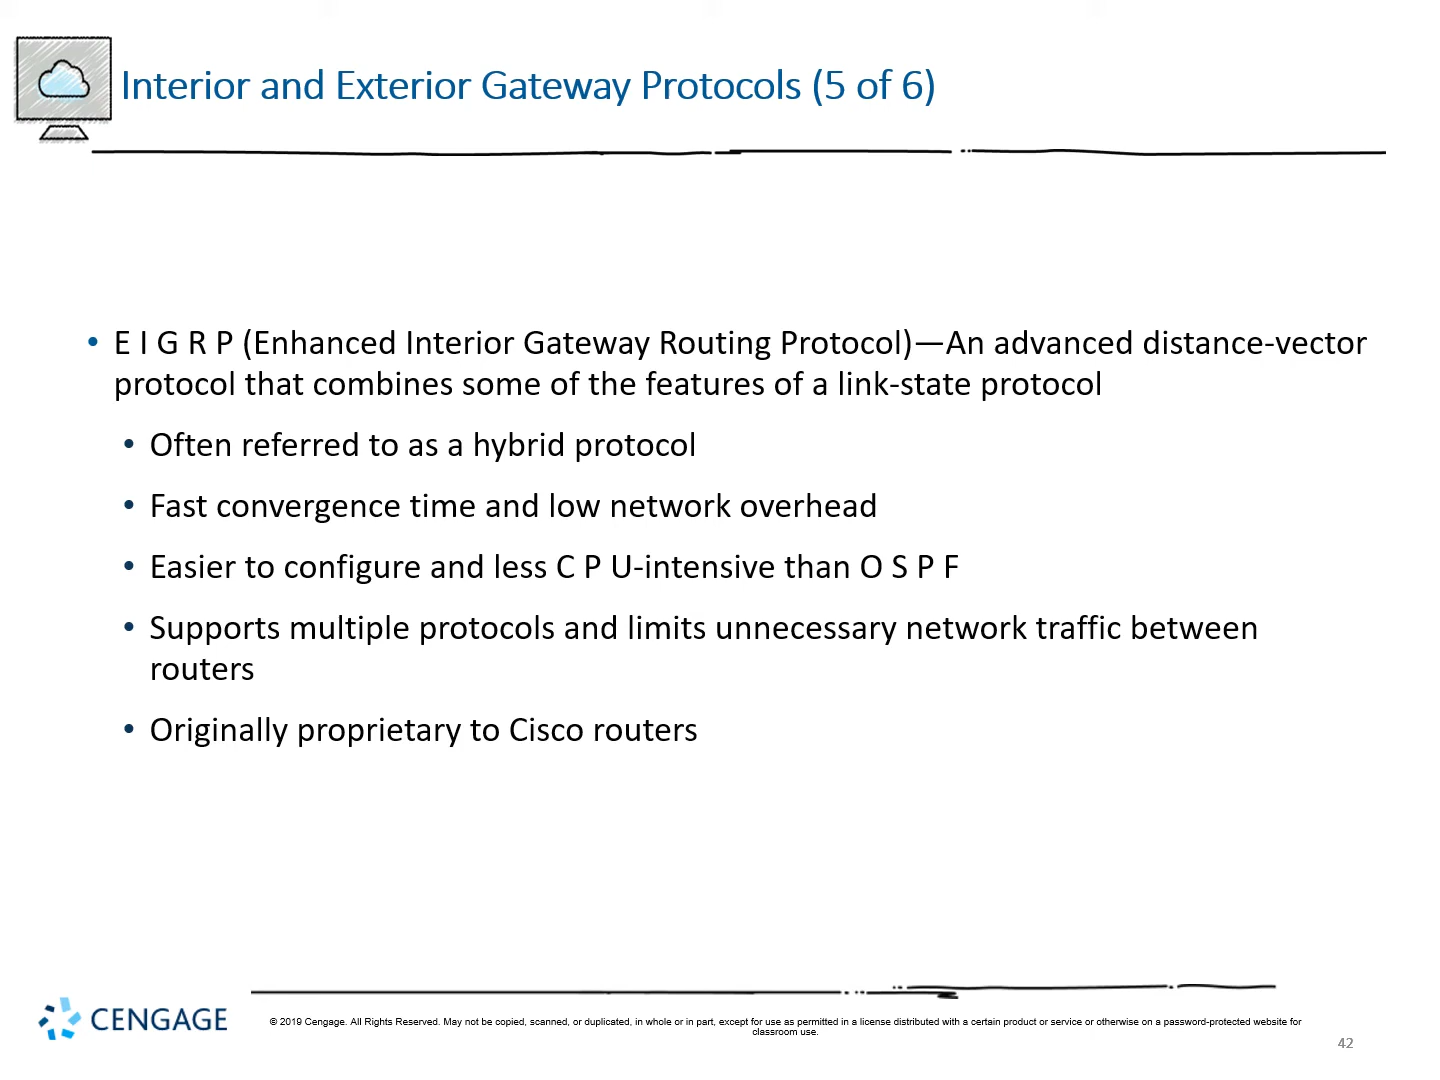 Interior and Exterior Gateway Protocols (5 of 6)
• E I G R P (Enhanced Interior Gateway Routing Protocol)—An advanced distance-vector
protocol that combines some of the features of a link-state protocol
• Often referred to as a hybrid protocol
• Fast convergence time and low network overhead
• Easier to configure and less C P U-intensive than O S P F
• Supports multiple protocols and limits unnecessary network traffic between
routers
• Originally proprietary to Cisco routers
CENGAGE
© 2019 Cengage. All Rights Reserved. May not be copied, scanned, or duplicated, in whole or in part, except for use as permitted in a license distributed with a certain product or service or otherwise on a password-protected website for
classroom use.
42